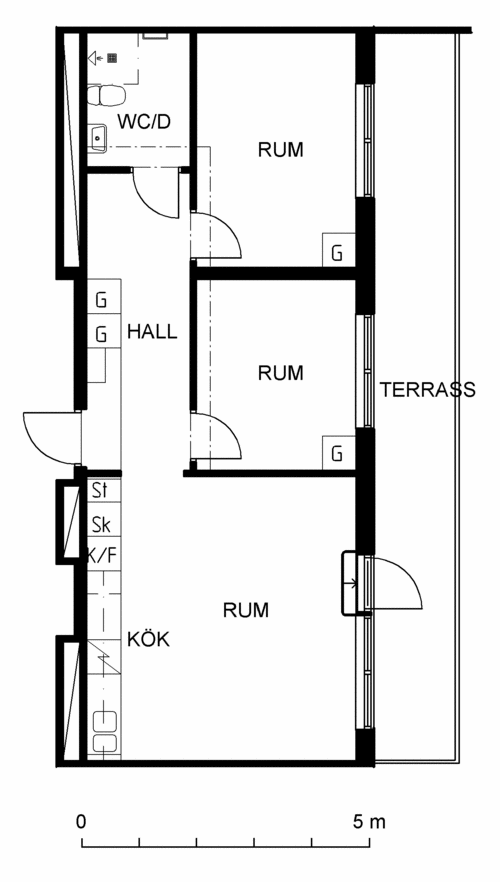 WC/D
RUM
G
G
G
HALL
RUM
TERRASS
G
St
Sk
K/F
RUM
KÖK
0 5 m